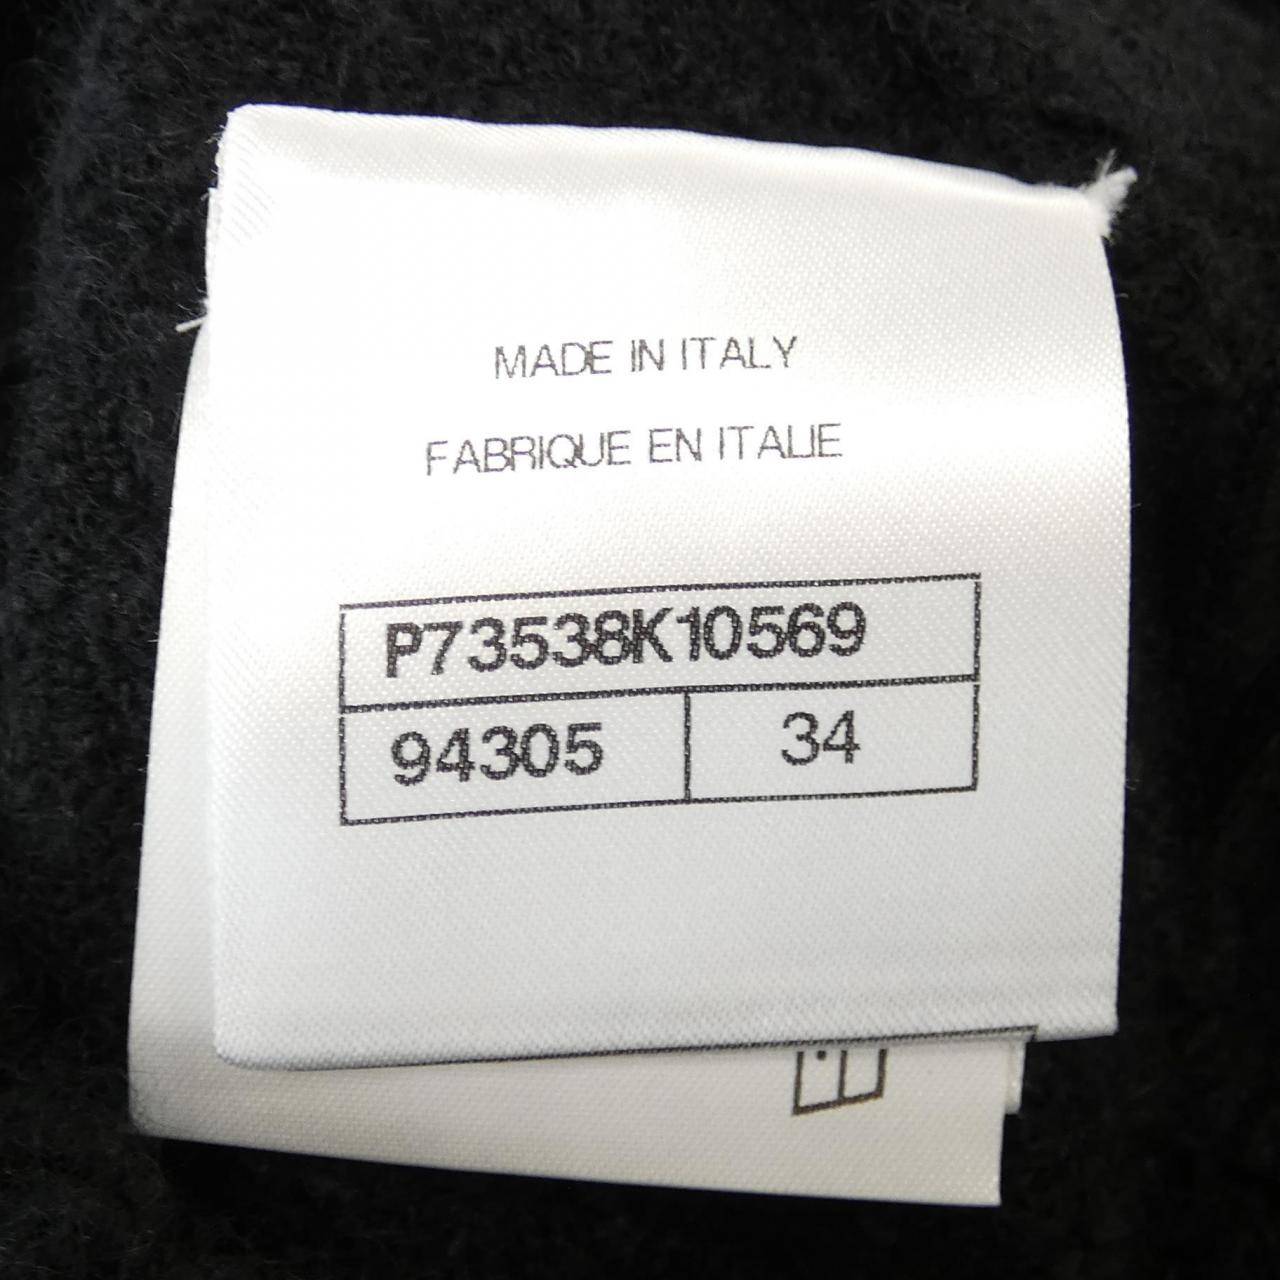 MADE IN ITALY
FABRIQUE EN ITALIE
P73538K10569
94305 34